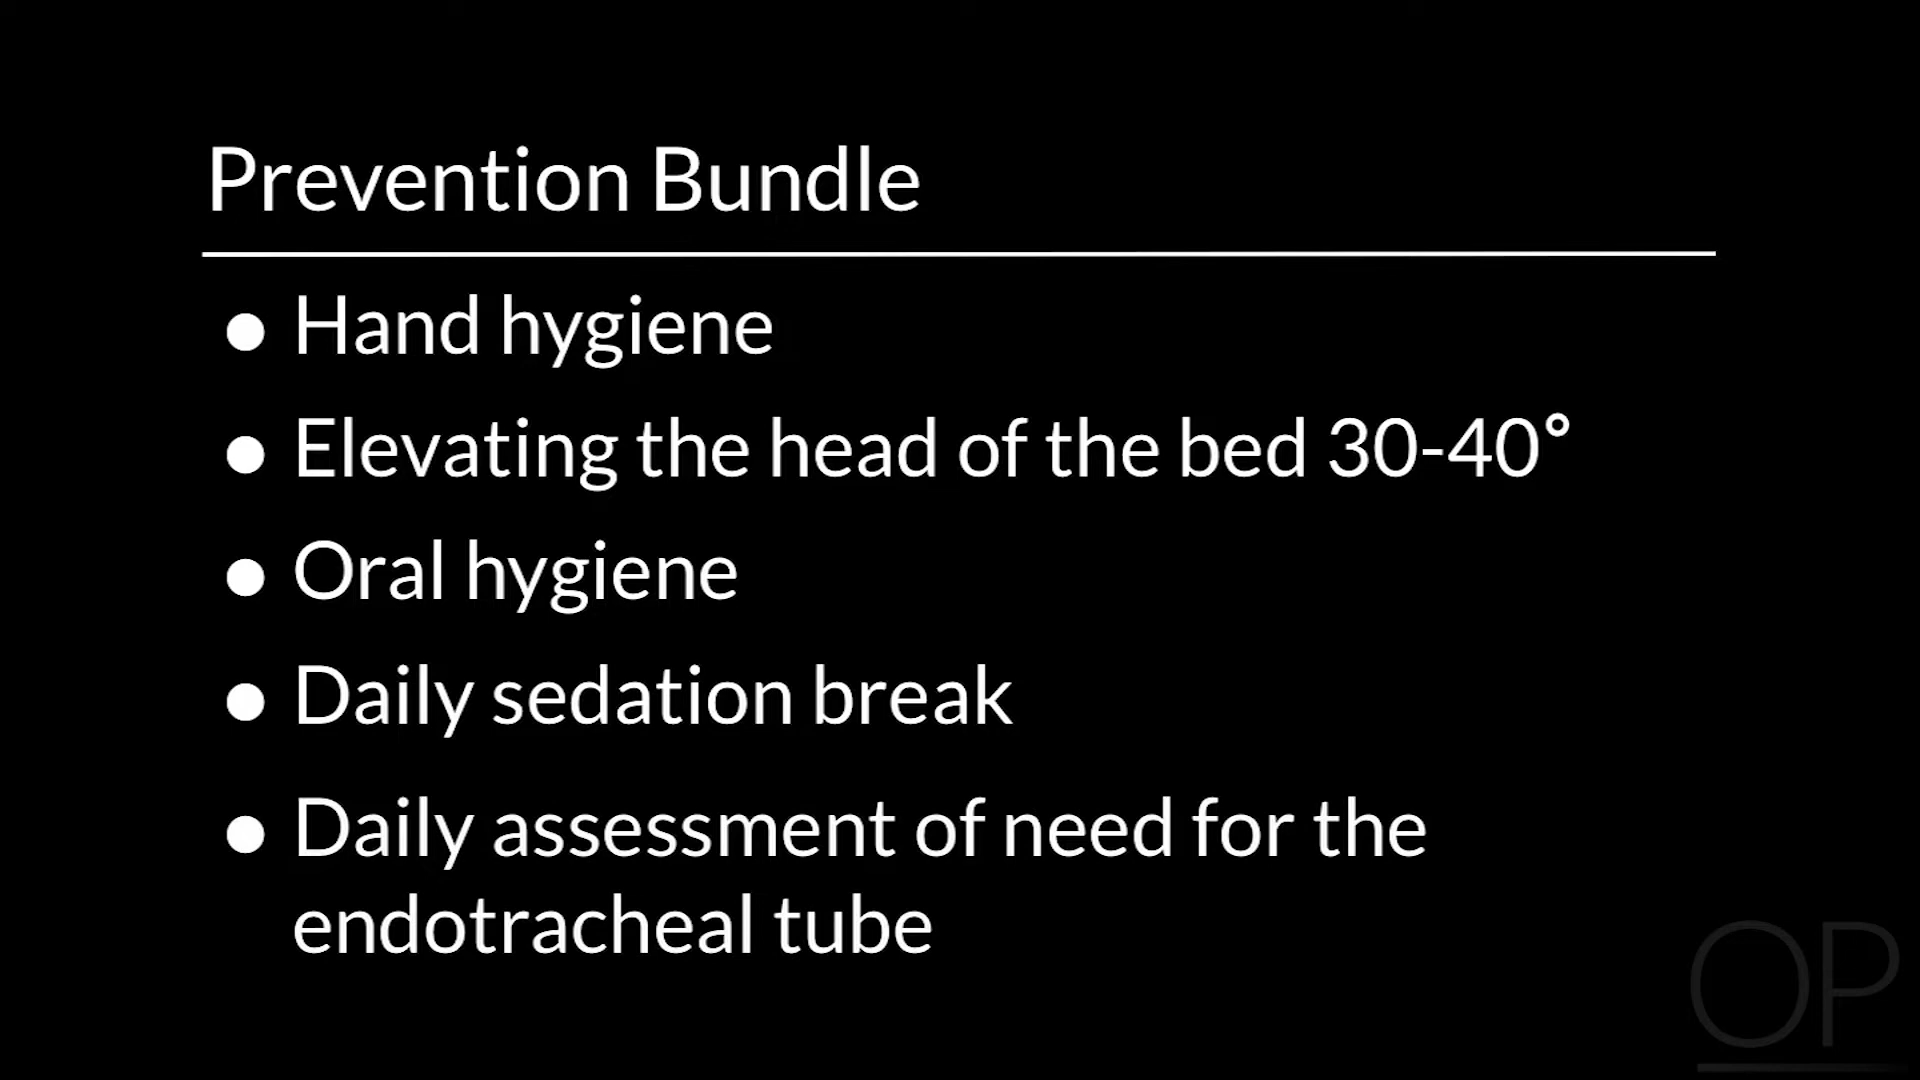 Prevention Bundle
● Hand hygiene
● Elevating the head of the bed 30-40°
● Oral hygiene
● Daily sedation break
● Daily assessment of need for the
endotracheal tube
OP